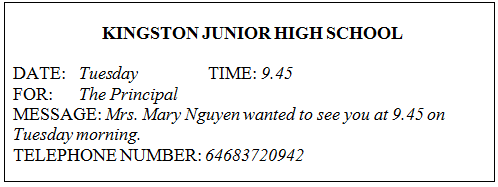 KINGSTON JUNIOR HIGH SCHOOL
DATE: Tuesday TIME: 9.45
FOR: The Principal
MESSAGE: Mrs. Mary Nguyen wanted to see you at 9.45 on
Tuesday morning.
TELEPHONE NUMBER: 64683720942